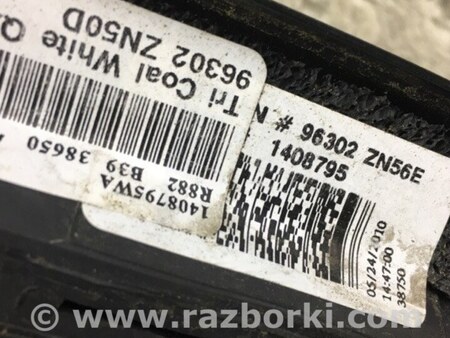 Tri Coal White Q
96302 ZN50D
1408795WA
R882 B39 38650
N # 96302 ZN56E
1408795
05/24/2010
14:47:00
38750
© www.razborki.com